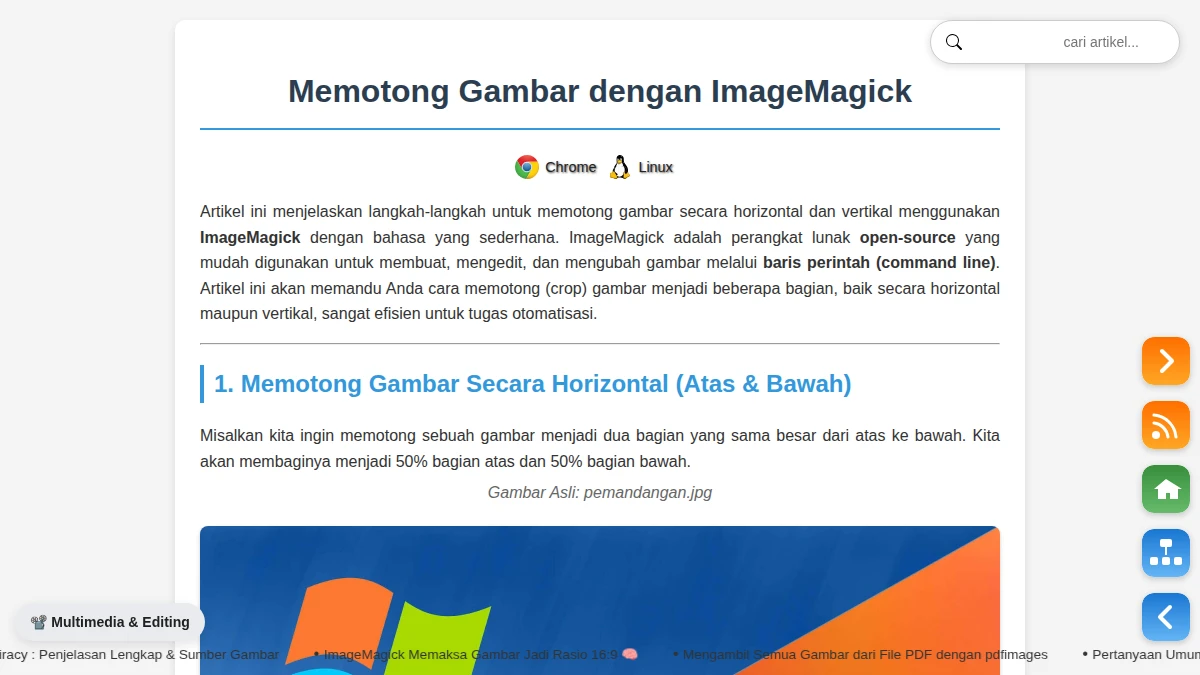 cari artikel...
Memotong Gambar dengan ImageMagick
Chrome Linux
Artikel ini menjelaskan langkah-langkah untuk memotong gambar secara horizontal dan vertikal menggunakan
ImageMagick dengan bahasa yang sederhana. ImageMagick adalah perangkat lunak open-source yang
mudah digunakan untuk membuat, mengedit, dan mengubah gambar melalui baris perintah (command line).
Artikel ini akan memandu Anda cara memotong (crop) gambar menjadi beberapa bagian, baik secara horizontal
maupun vertikal, sangat efisien untuk tugas otomatisasi.
1. Memotong Gambar Secara Horizontal (Atas & Bawah)
Misalkan kita ingin memotong sebuah gambar menjadi dua bagian yang sama besar dari atas ke bawah. Kita
akan membaginya menjadi 50% bagian atas dan 50% bagian bawah.
Gambar Asli: pemandangan.jpg
📽️ Multimedia & Editing
iracy : Penjelasan Lengkap & Sumber Gambar • ImageMagick Memaksa Gambar Jadi Rasio 16:9 🧠 • Mengambil Semua Gambar dari File PDF dengan pdfimages • Pertanyaan Umum